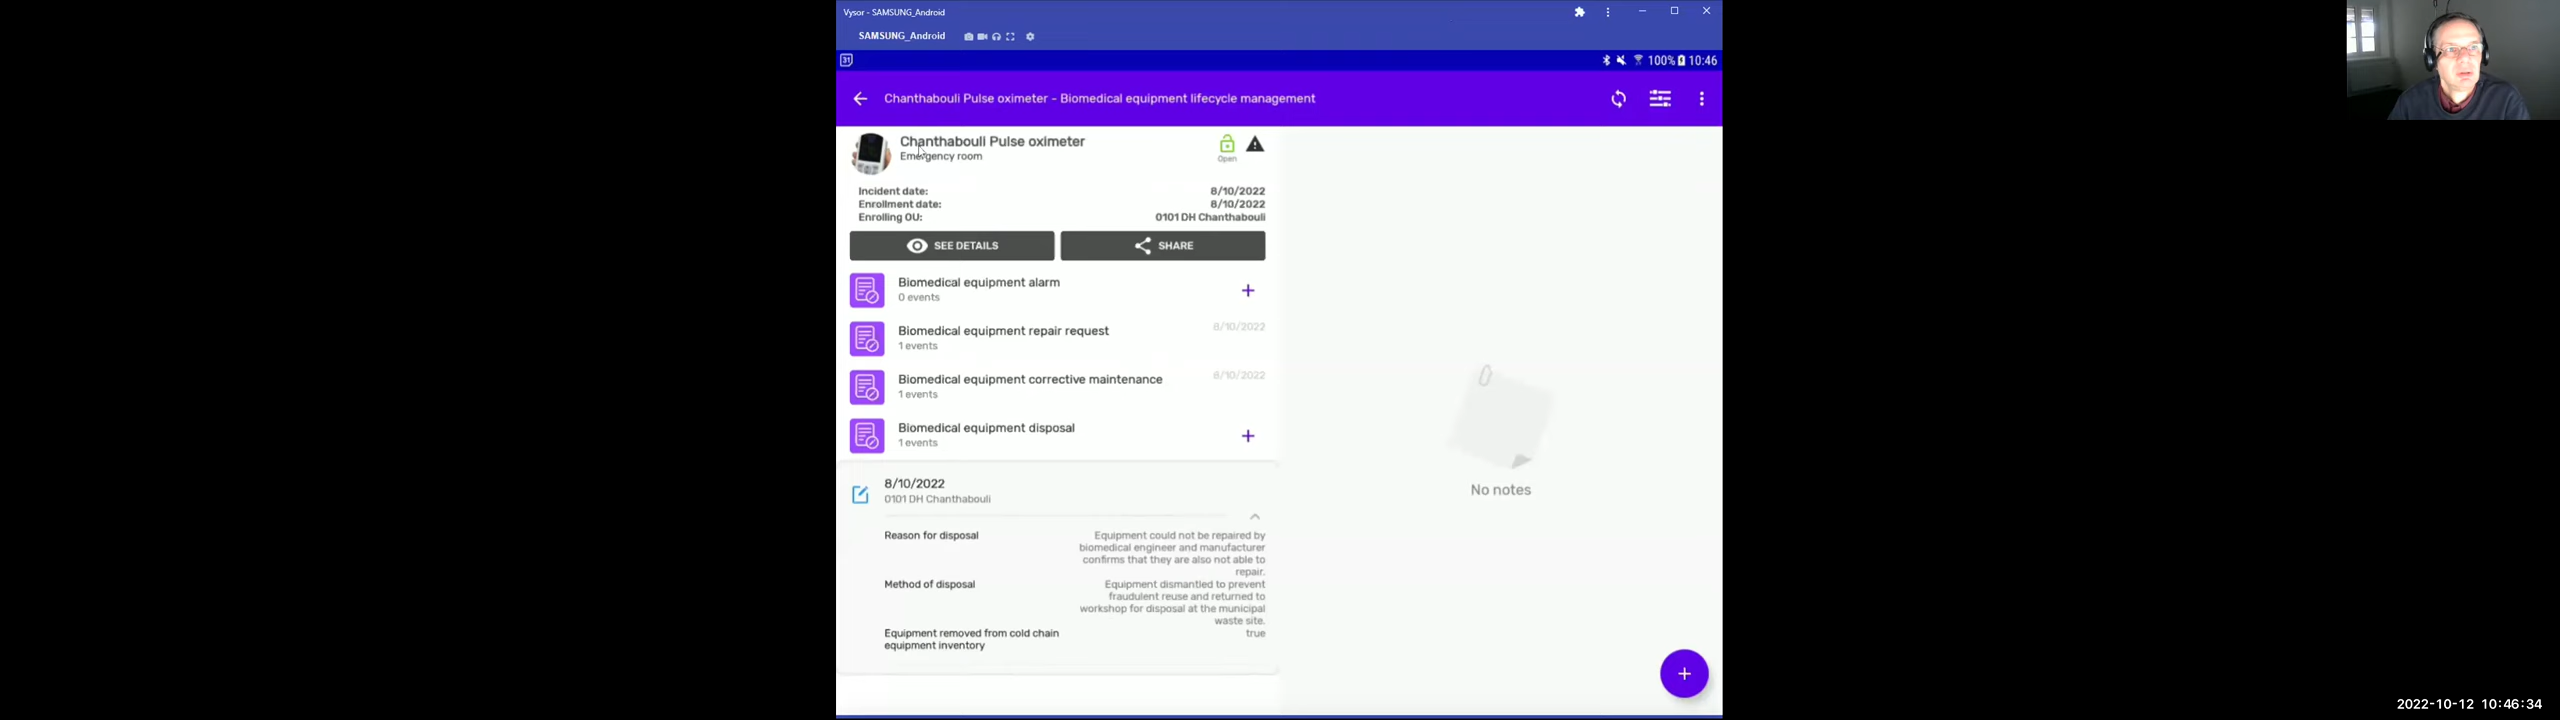 Vysor - SAMSUNG_Android
SAMSUNG_Android
31
100% 10:46
Chanthabouli Pulse oximeter - Biomedical equipment lifecycle management
Chanthabouli Pulse oximeter
Emergency room
Open
Incident date: 8/10/2022
Enrollment date: 8/10/2022
Enrolling OU: 0101 DH Chanthabouli
SEE DETAILS
SHARE
Biomedical equipment alarm
0 events
+
Biomedical equipment repair request
8/10/2022
1 events
Biomedical equipment corrective maintenance
8/10/2022
1 events
Biomedical equipment disposal
1 events
+
8/10/2022
0101 DH Chanthabouli
Reason for disposal
Equipment could not be repaired by
biomedical engineer and manufacturer
confirms that they are also not able to
repair.
Method of disposal
Equipment dismantled to prevent
fraudulent reuse and returned to
workshop for disposal at the municipal
waste site.
Equipment removed from cold chain
equipment inventory
true
No notes
+
2022-10-12 10:46:34